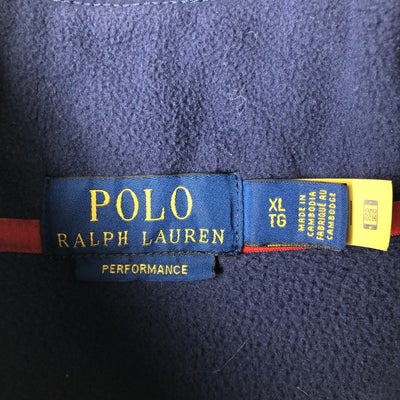 POLO
RALPH LAUREN
PERFORMANCE
XL
TG
MADE IN
CAMBODIA
FABRIQUÉ AU
CAMBODGE